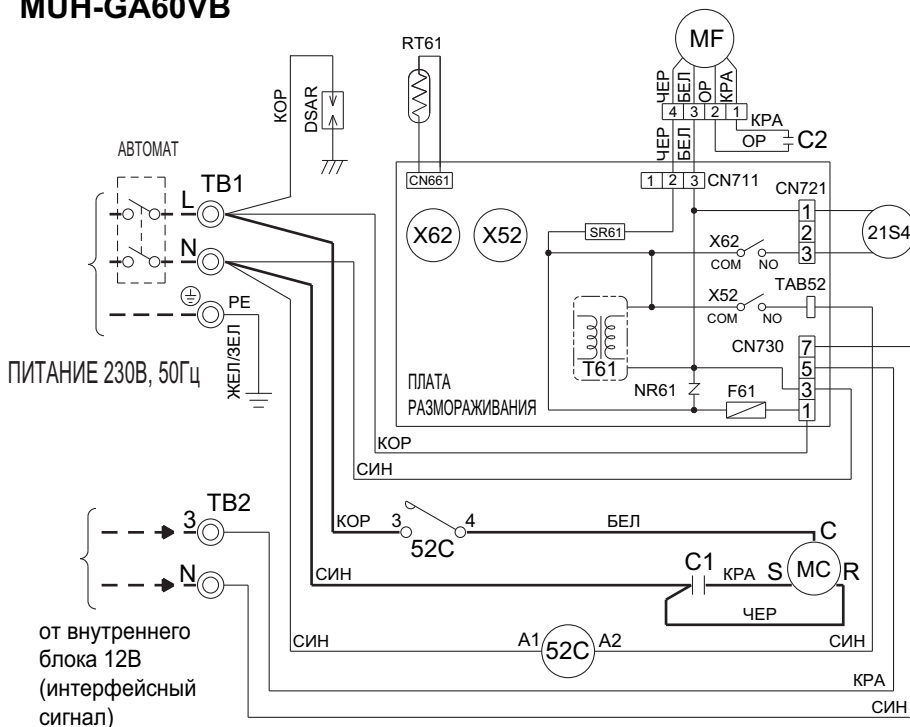 MUH-GA60VB
RT61
MF
КОР
DSAR
ЧЕР
БЕЛ
ОР
КРА
4 3 2 1
КРА
ОР
C2
АВТОМАТ
TB1
L
N
PE
ЖЕЛ/ЗЕЛ
ПИТАНИЕ 230В, 50Гц
ЧЕР
БЕЛ
CN661
1 2 3 CN711
CN721
1
2
3
X62
X52
SR61
21S4
X62
COM NO
X52
COM NO
TAB52
CN730
7
5
3
1
T61
NR61
F61
ПЛАТА
РАЗМОРАЖИВАНИЯ
КОР
СИН
TB2
3
N
КОР
3
4
52C
БЕЛ
C
СИН
C1
КРА
S
MC
R
ЧЕР
СИН
A1
52C
A2
СИН
КРА
СИН
от внутреннего
блока 12В
(интерфейсный
сигнал)